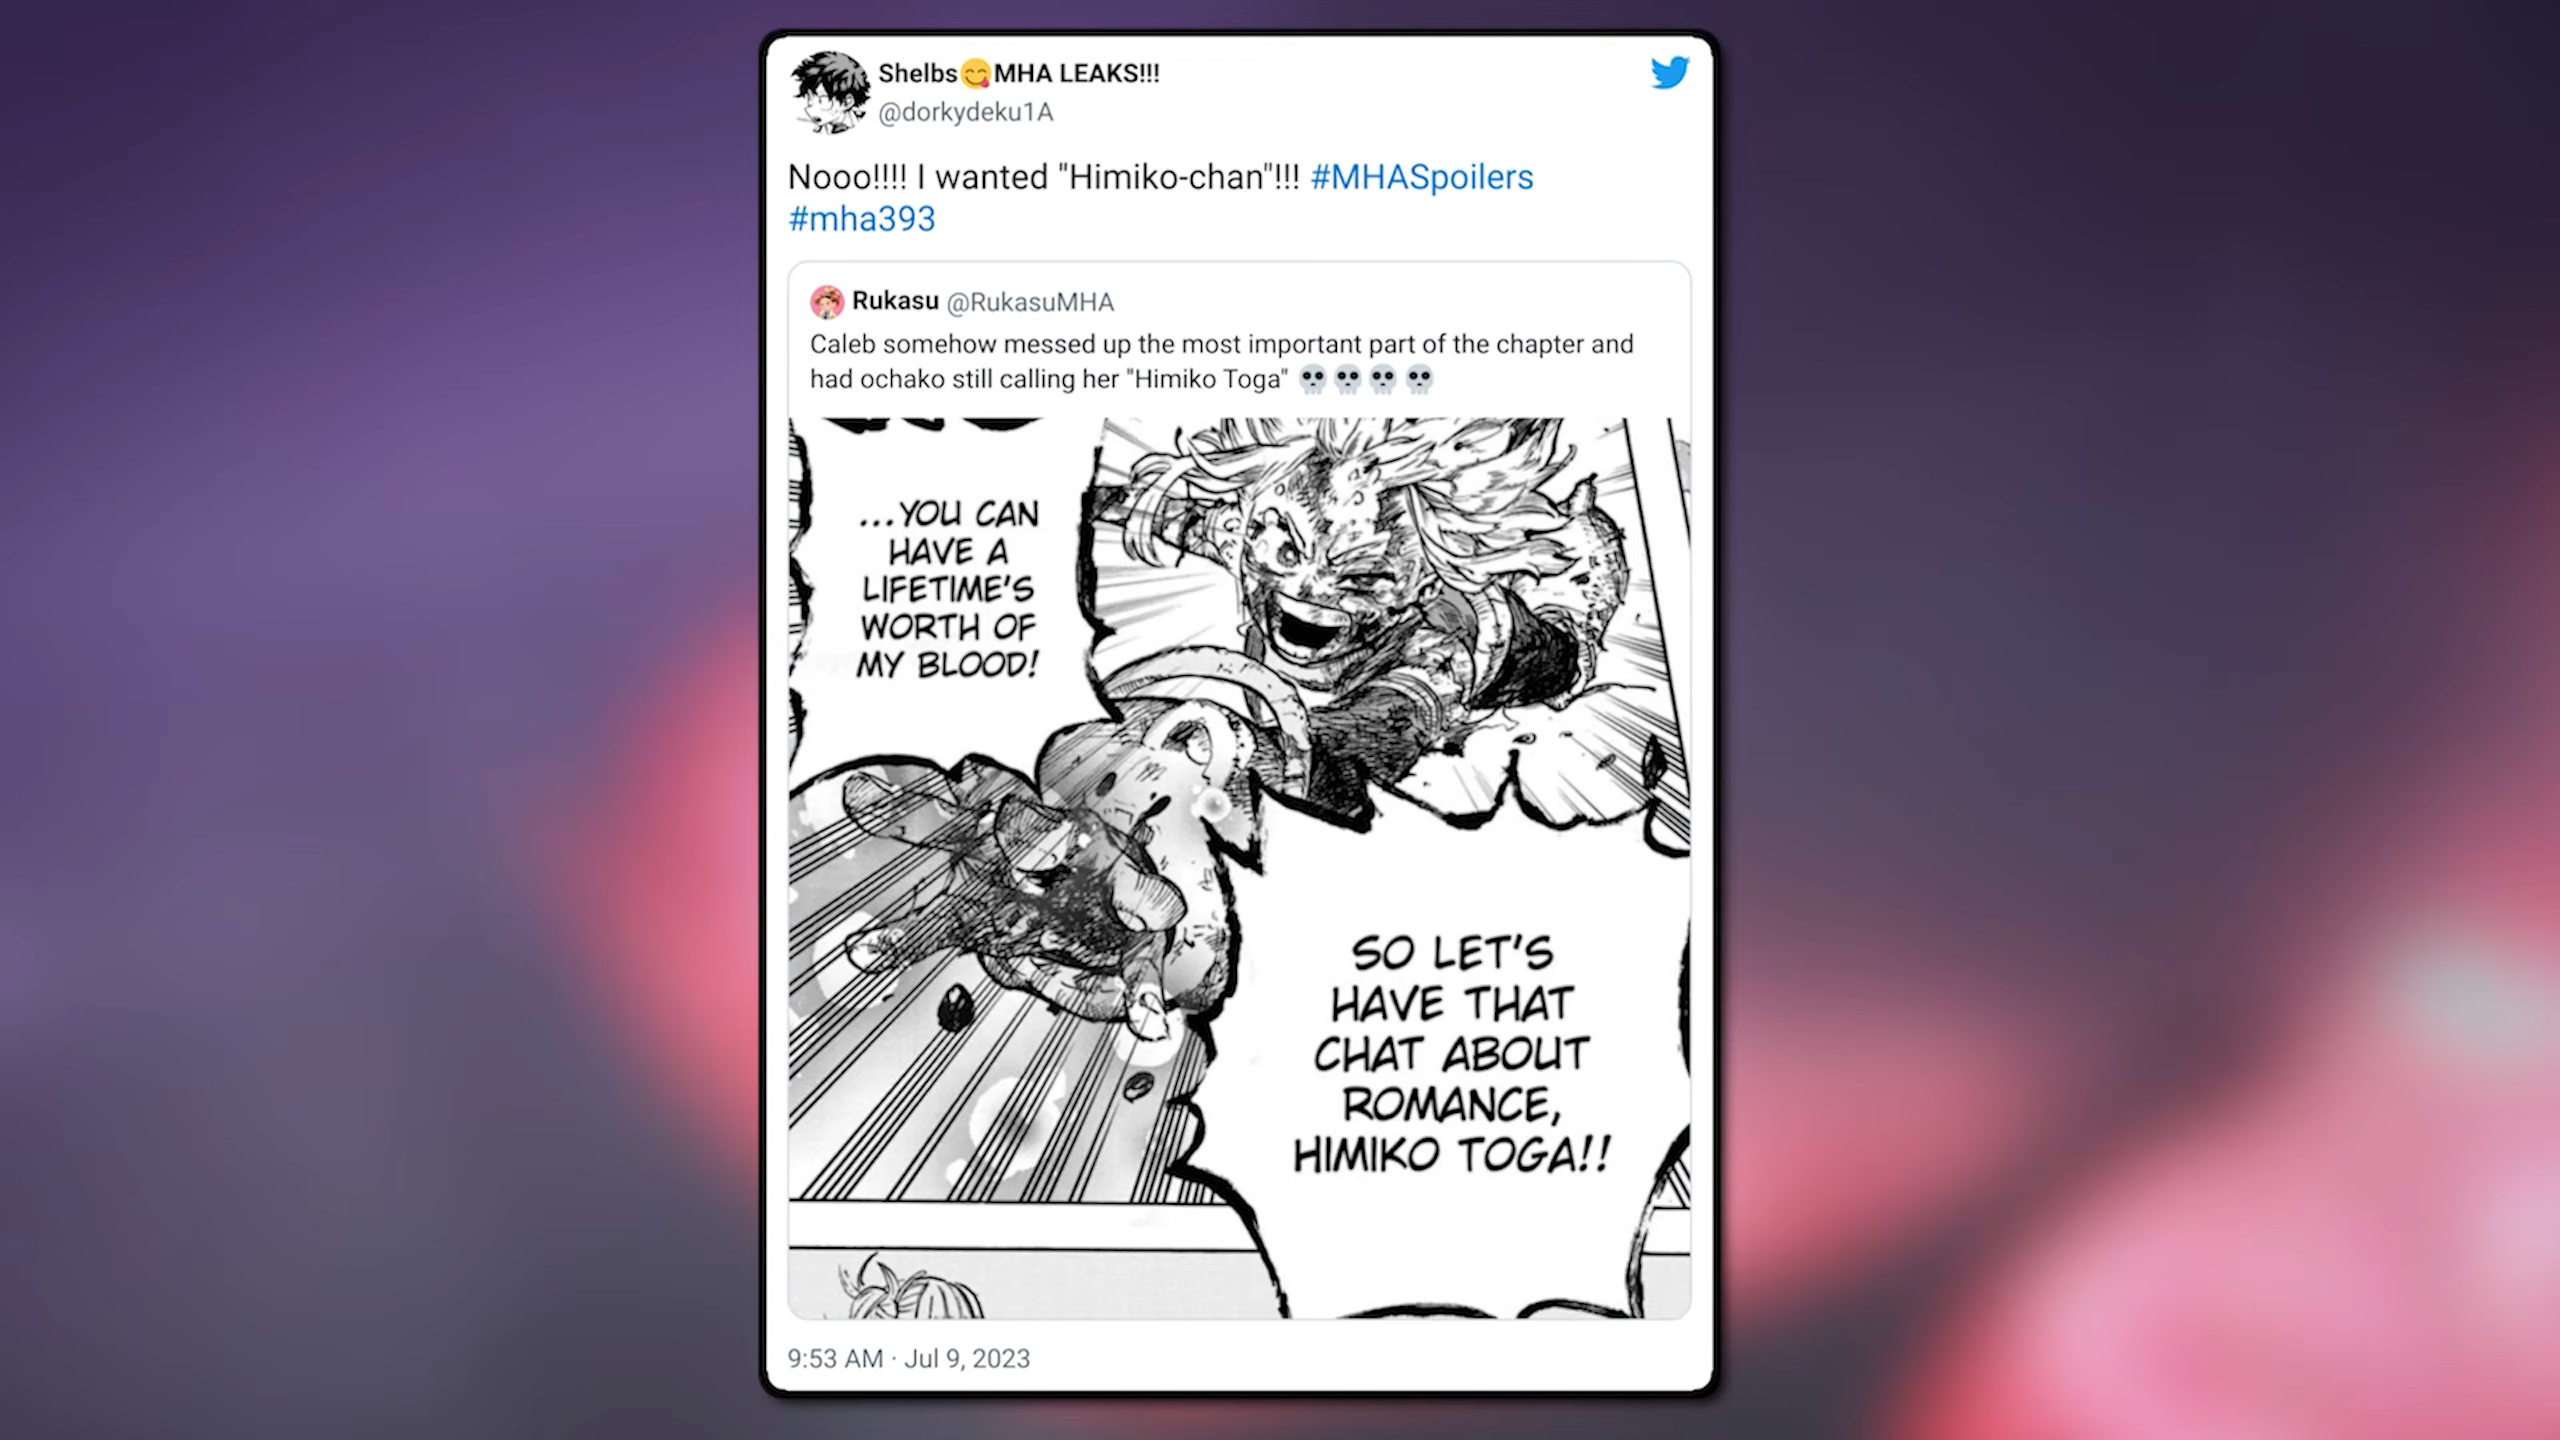 Shelbs😋MHA LEAKS!!!
@dorkydeku1A
Nooo!!!! I wanted "Himiko-chan"!!! #MHASpoilers
#mha393
Rukasu @RukasuMHA
Caleb somehow messed up the most important part of the chapter and
had ochako still calling her "Himiko Toga" 💀💀💀💀
...YOU CAN
HAVE A
LIFETIME'S
WORTH OF
MY BLOOD!
SO LET'S
HAVE THAT
CHAT ABOUT
ROMANCE,
HIMIKO TOGA!!
9:53 AM · Jul 9, 2023